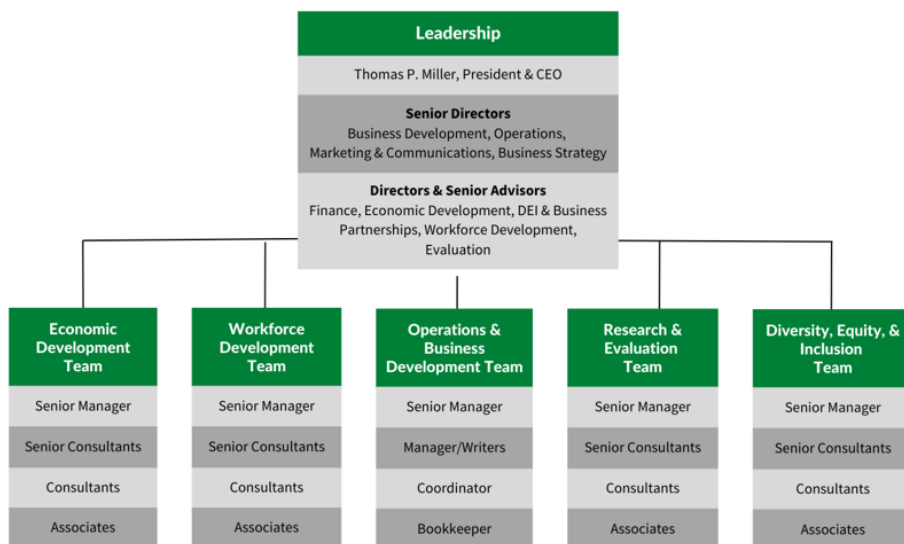 Leadership
Thomas P. Miller, President & CEO
Senior Directors
Business Development, Operations,
Marketing & Communications, Business Strategy
Directors & Senior Advisors
Finance, Economic Development, DEI & Business
Partnerships, Workforce Development,
Evaluation
Economic
Development
Team
Senior Manager
Senior Consultants
Consultants
Associates
Workforce
Development
Team
Senior Manager
Senior Consultants
Consultants
Associates
Operations &
Business
Development Team
Senior Manager
Manager/Writers
Coordinator
Bookkeeper
Research &
Evaluation
Team
Senior Manager
Senior Consultants
Consultants
Associates
Diversity, Equity, &
Inclusion
Team
Senior Manager
Senior Consultants
Consultants
Associates